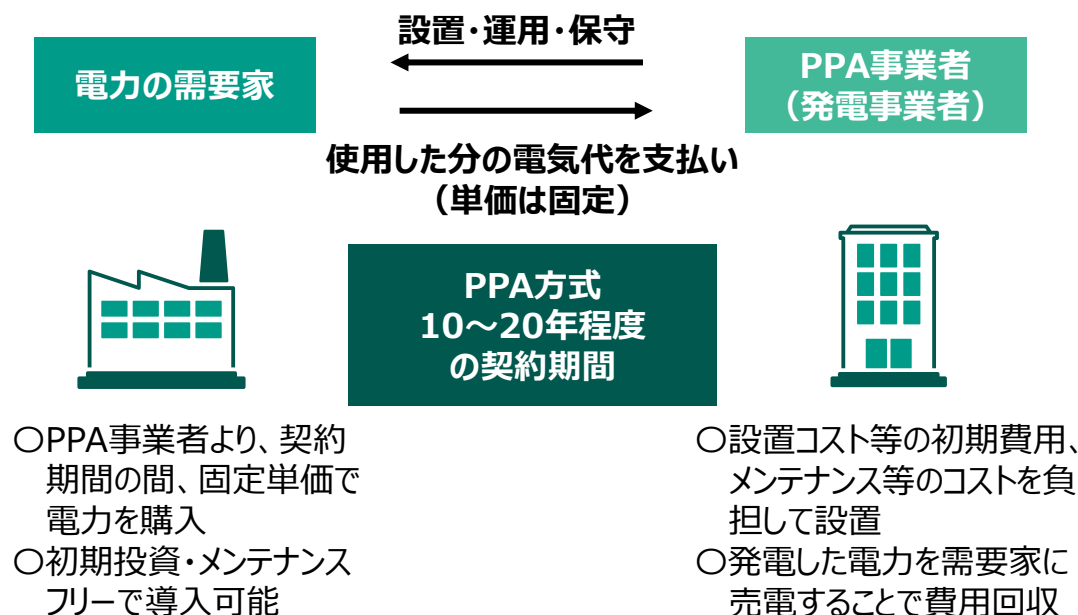 設置・運用・保守
電力の需要家
PPA事業者
（発電事業者）
使用した分の電気代を支払い
（単価は固定）
PPA方式
10～20年程度
の契約期間
〇PPA事業者より、契約
期間の間、固定単価で
電力を購入
〇初期投資・メンテナンス
フリーで導入可能
〇設置コスト等の初期費用、
メンテナンス等のコストを負
担して設置
〇発電した電力を需要家に
売電することで費用回収